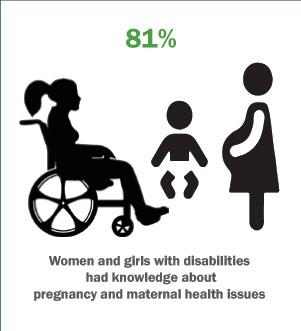 81%
Women and girls with disabilities
had knowledge about
pregnancy and maternal health issues